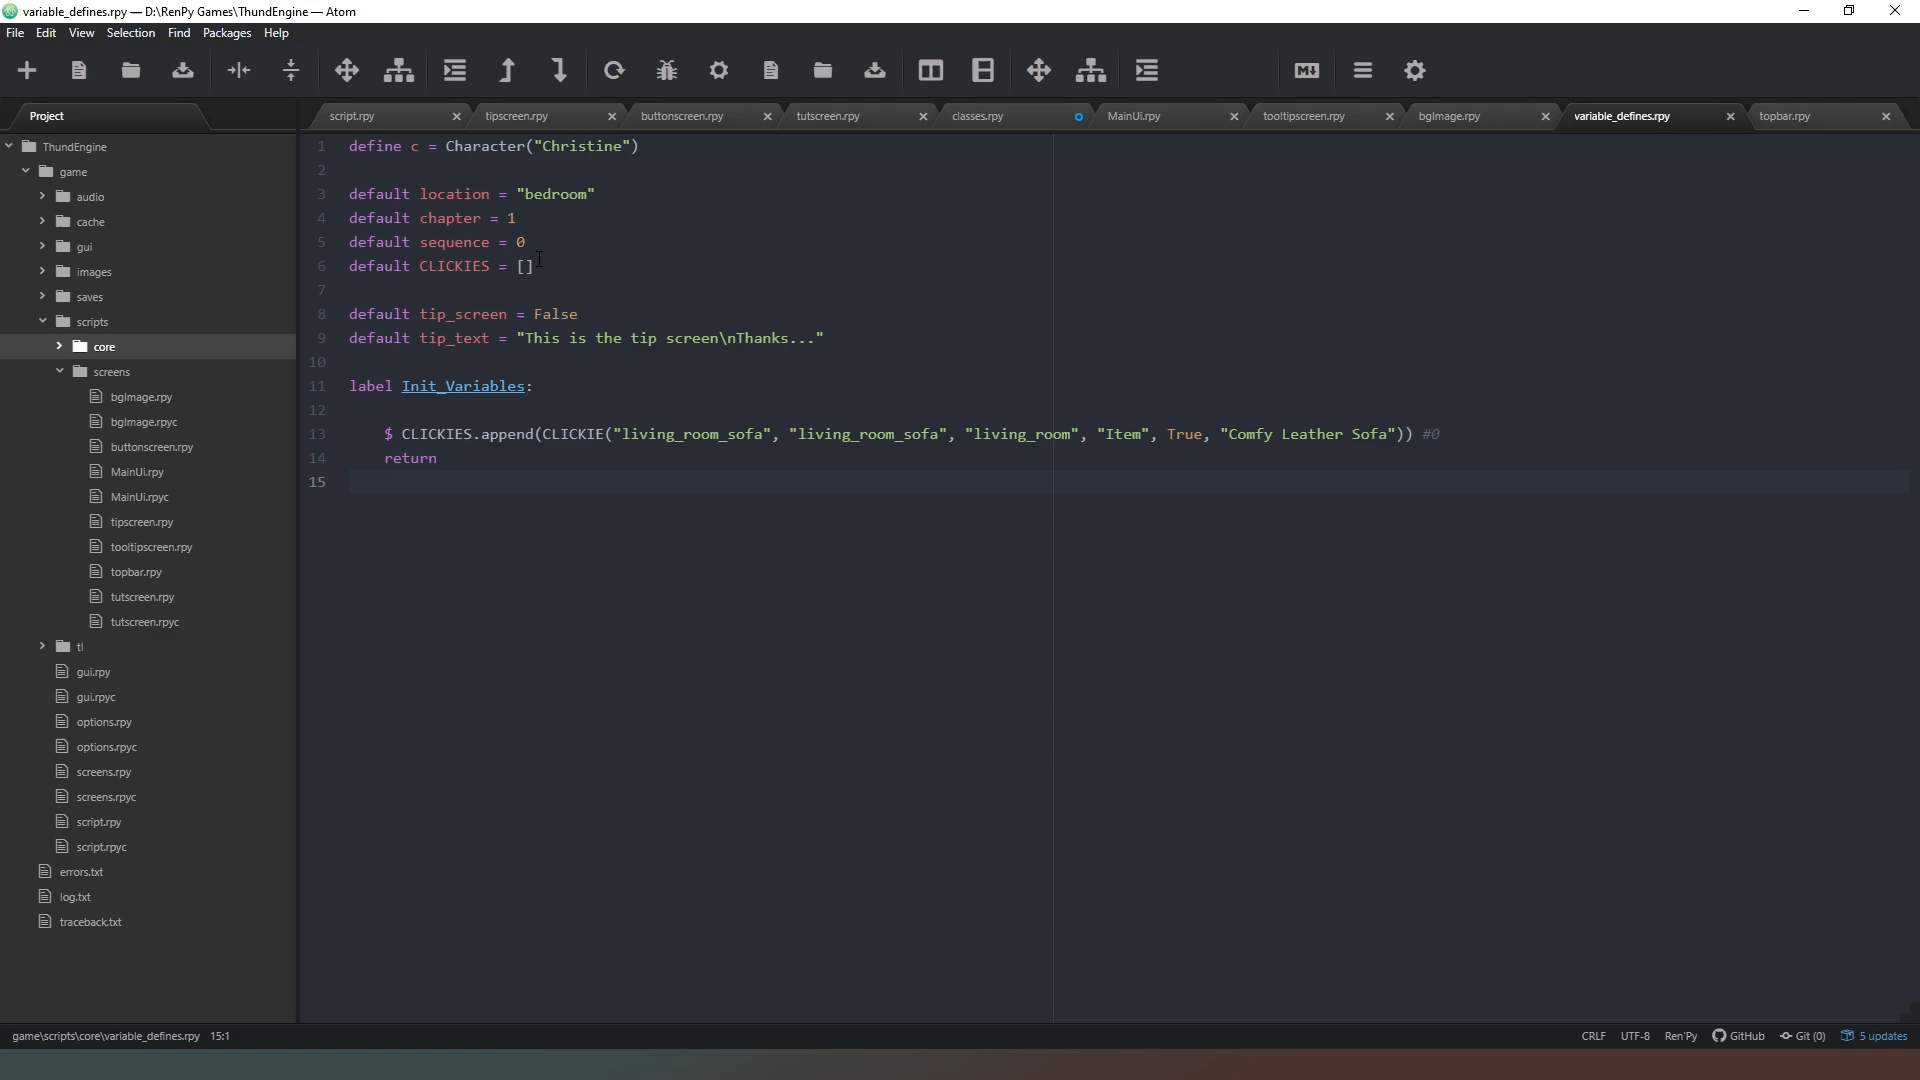 variable_defines.rpy — D:\RenPy Games\ThundEngine — Atom
File Edit View Selection Find Packages Help
Project
script.rpy
tipscreen.rpy
buttonscreen.rpy
tutscreen.rpy
classes.rpy
MainUi.rpy
tooltipscreen.rpy
bgImage.rpy
variable_defines.rpy
topbar.rpy
ThundEngine
game
audio
cache
gui
images
saves
scripts
core
screens
bgImage.rpy
bgImage.rpyc
buttonscreen.rpy
MainUi.rpy
MainUi.rpyc
tipscreen.rpy
tooltipscreen.rpy
topbar.rpy
tutscreen.rpy
tutscreen.rpyc
tl
gui.rpy
gui.rpyc
options.rpy
options.rpyc
screens.rpy
screens.rpyc
script.rpy
script.rpyc
errors.txt
log.txt
traceback.txt
1 define c = Character("Christine")
2
3 default location = "bedroom"
4 default chapter = 1
5 default sequence = 0
6 default CLICKIES = []
7
8 default tip_screen = False
9 default tip_text = "This is the tip screen\nThanks..."
10
11 label Init_Variables:
12
13 $ CLICKIES.append(CLICKIE("living_room_sofa", "living_room_sofa", "living_room", "Item", True, "Comfy Leather Sofa")) #0
14 return
15
game\scripts\core\variable_defines.rpy 15:1
CRLF UTF-8 Ren'Py GitHub Git (0) 5 updates